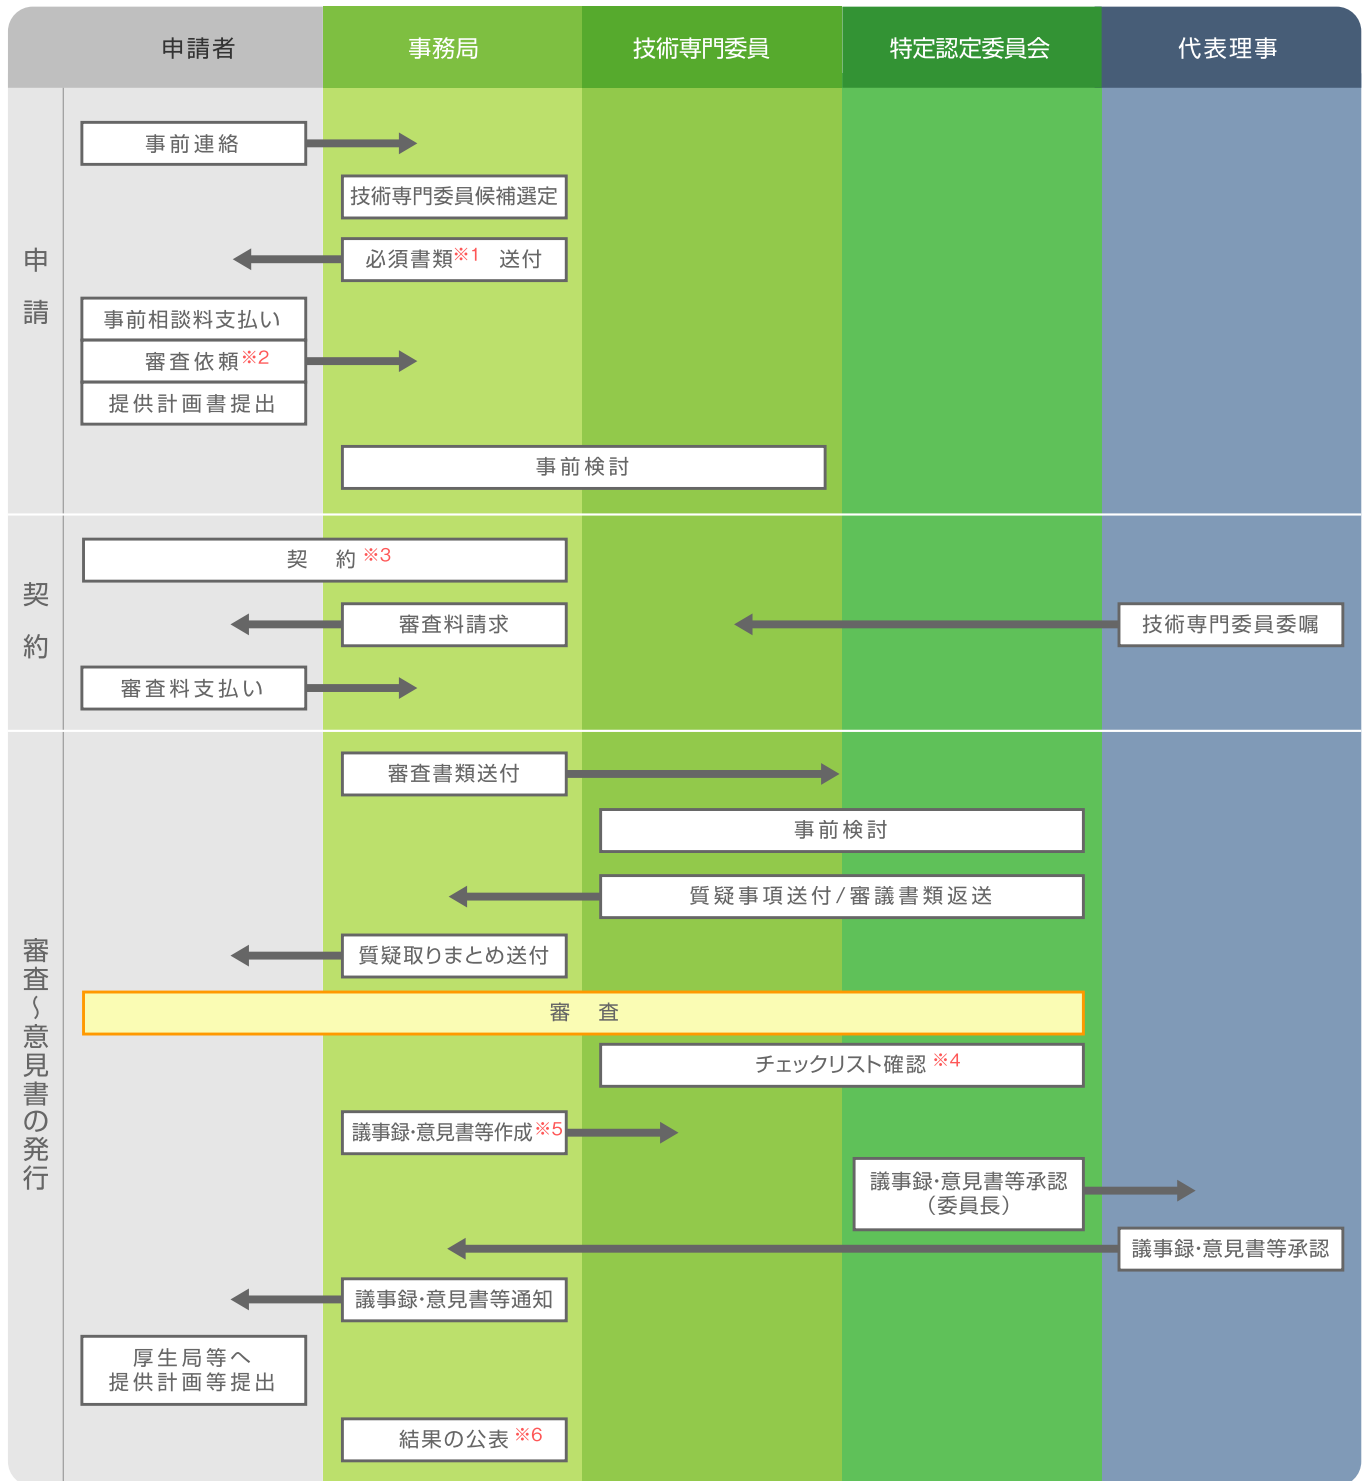 申請者
事務局
技術専門委員
特定認定委員会
代表理事
申請
事前連絡
技術専門委員候補選定
必須書類※1 送付
事前相談料支払い
審査依頼※2
提供計画書提出
事前検討
契約
契 約※3
審査料請求
技術専門委員委嘱
審査料支払い
審査〜意見書の発行
審査書類送付
事前検討
質疑事項送付/審議書類返送
質疑取りまとめ送付
審 査
チェックリスト確認※4
議事録・意見書等作成※5
議事録・意見書等承認
（委員長）
議事録・意見書等承認
議事録・意見書等通知
厚生局等へ
提供計画等提出
結果の公表※6